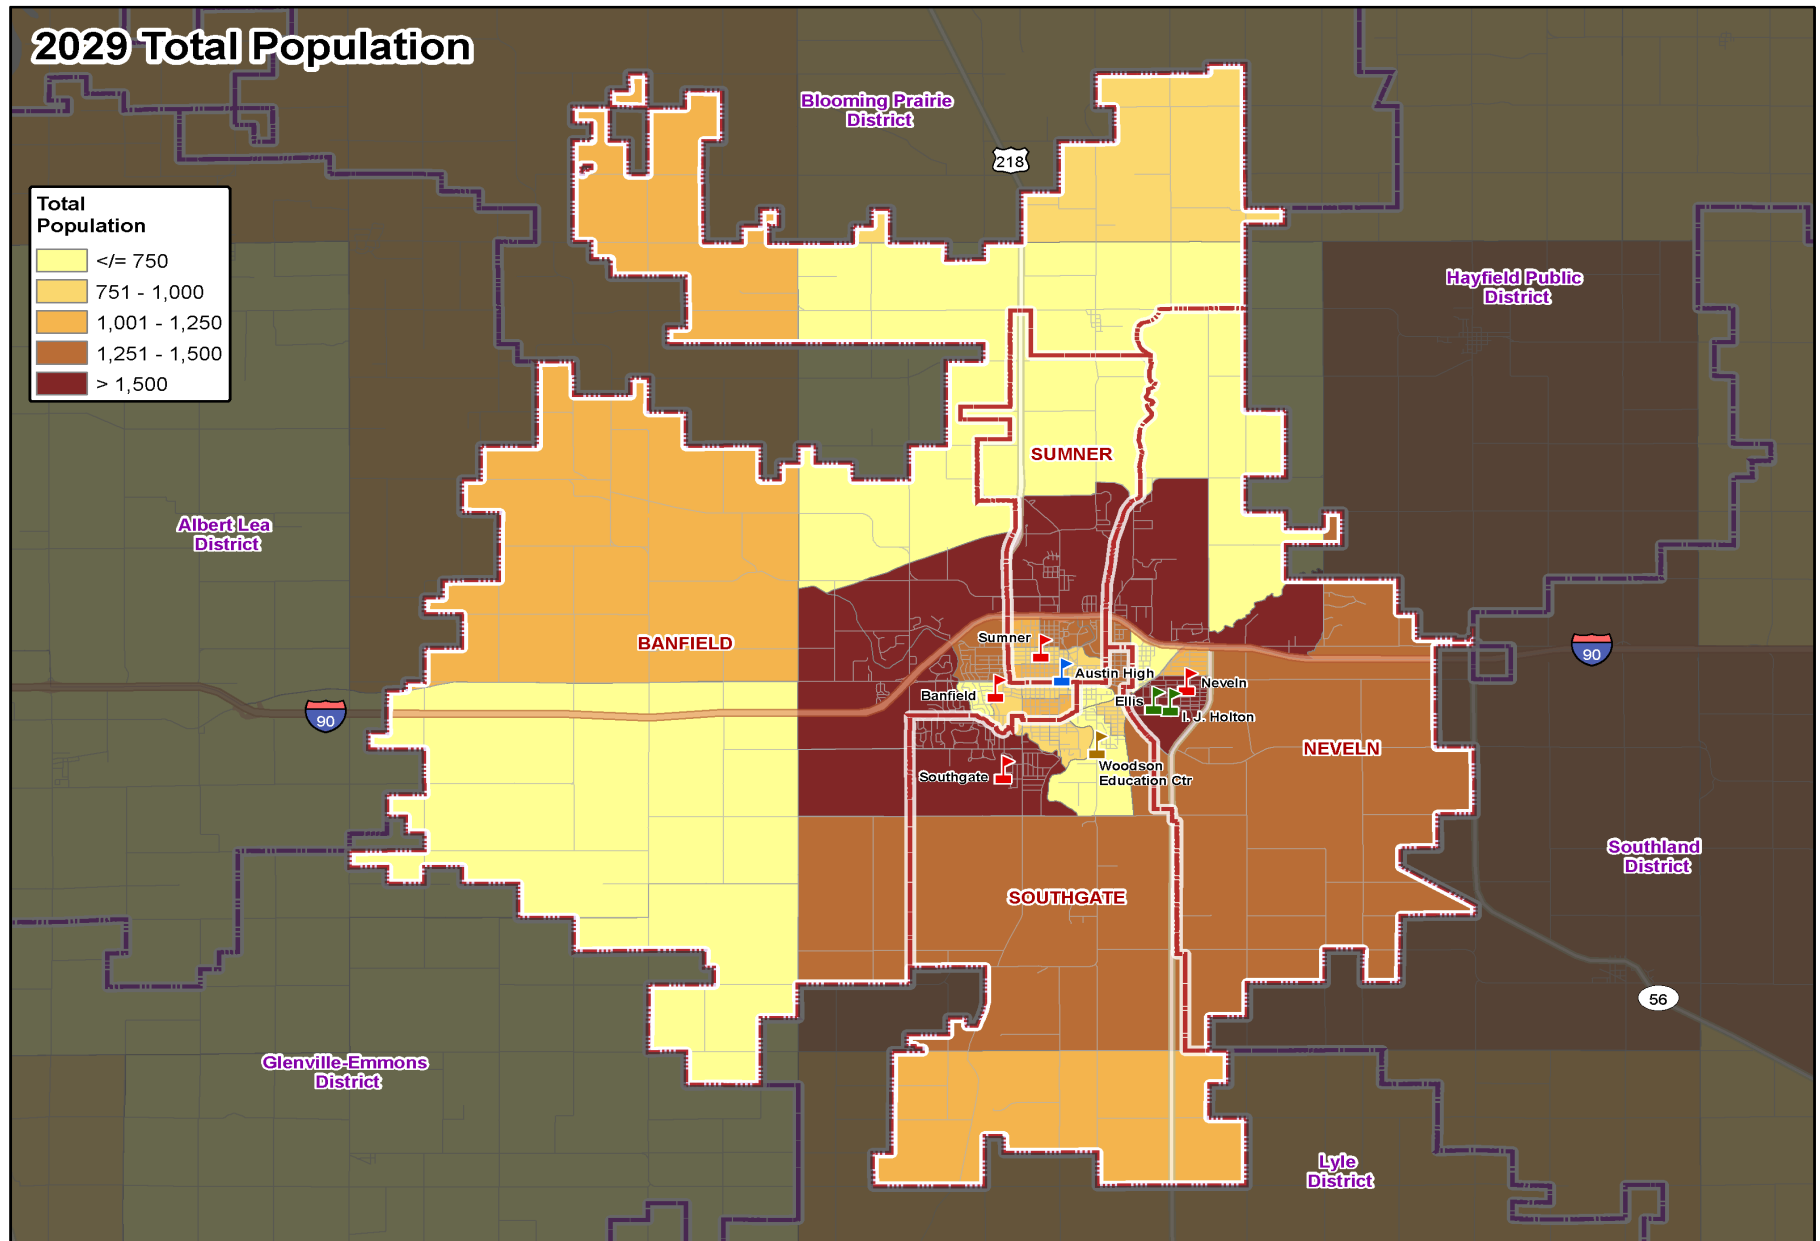 2029 Total Population
Blooming Prairie
District
218
Total
Population
</= 750
751 - 1,000
1,001 - 1,250
1,251 - 1,500
> 1,500
Hayfield Public
District
SUMNER
Albert Lea
District
BANFIELD
Sumner
90
Austin High
Neveln
Banfield
Ellis
I. J. Holton
90
NEVELN
Woodson
Education Ctr
Southgate
Southland
District
SOUTHGATE
56
Glenville-Emmons
District
Lyle
District